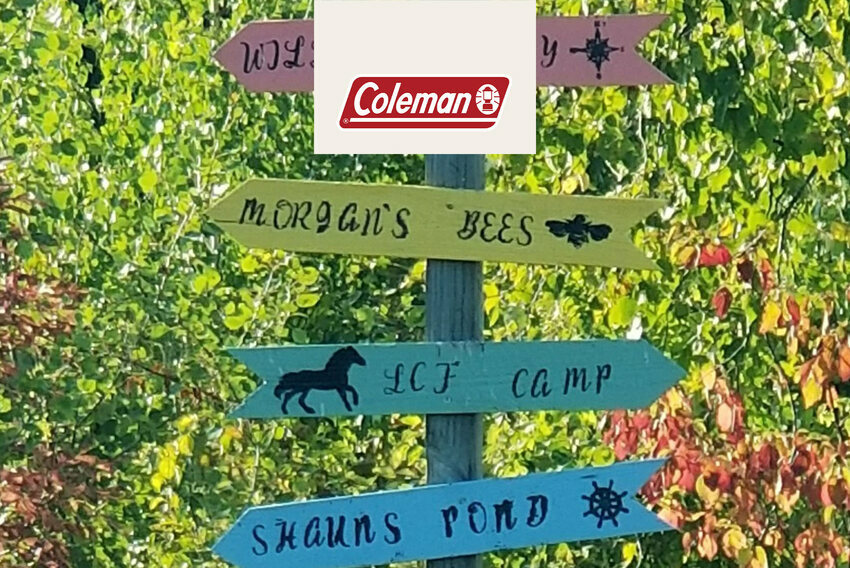 Coleman
MORGAN'S BEES
LCF CAMP
SHAUNS POND